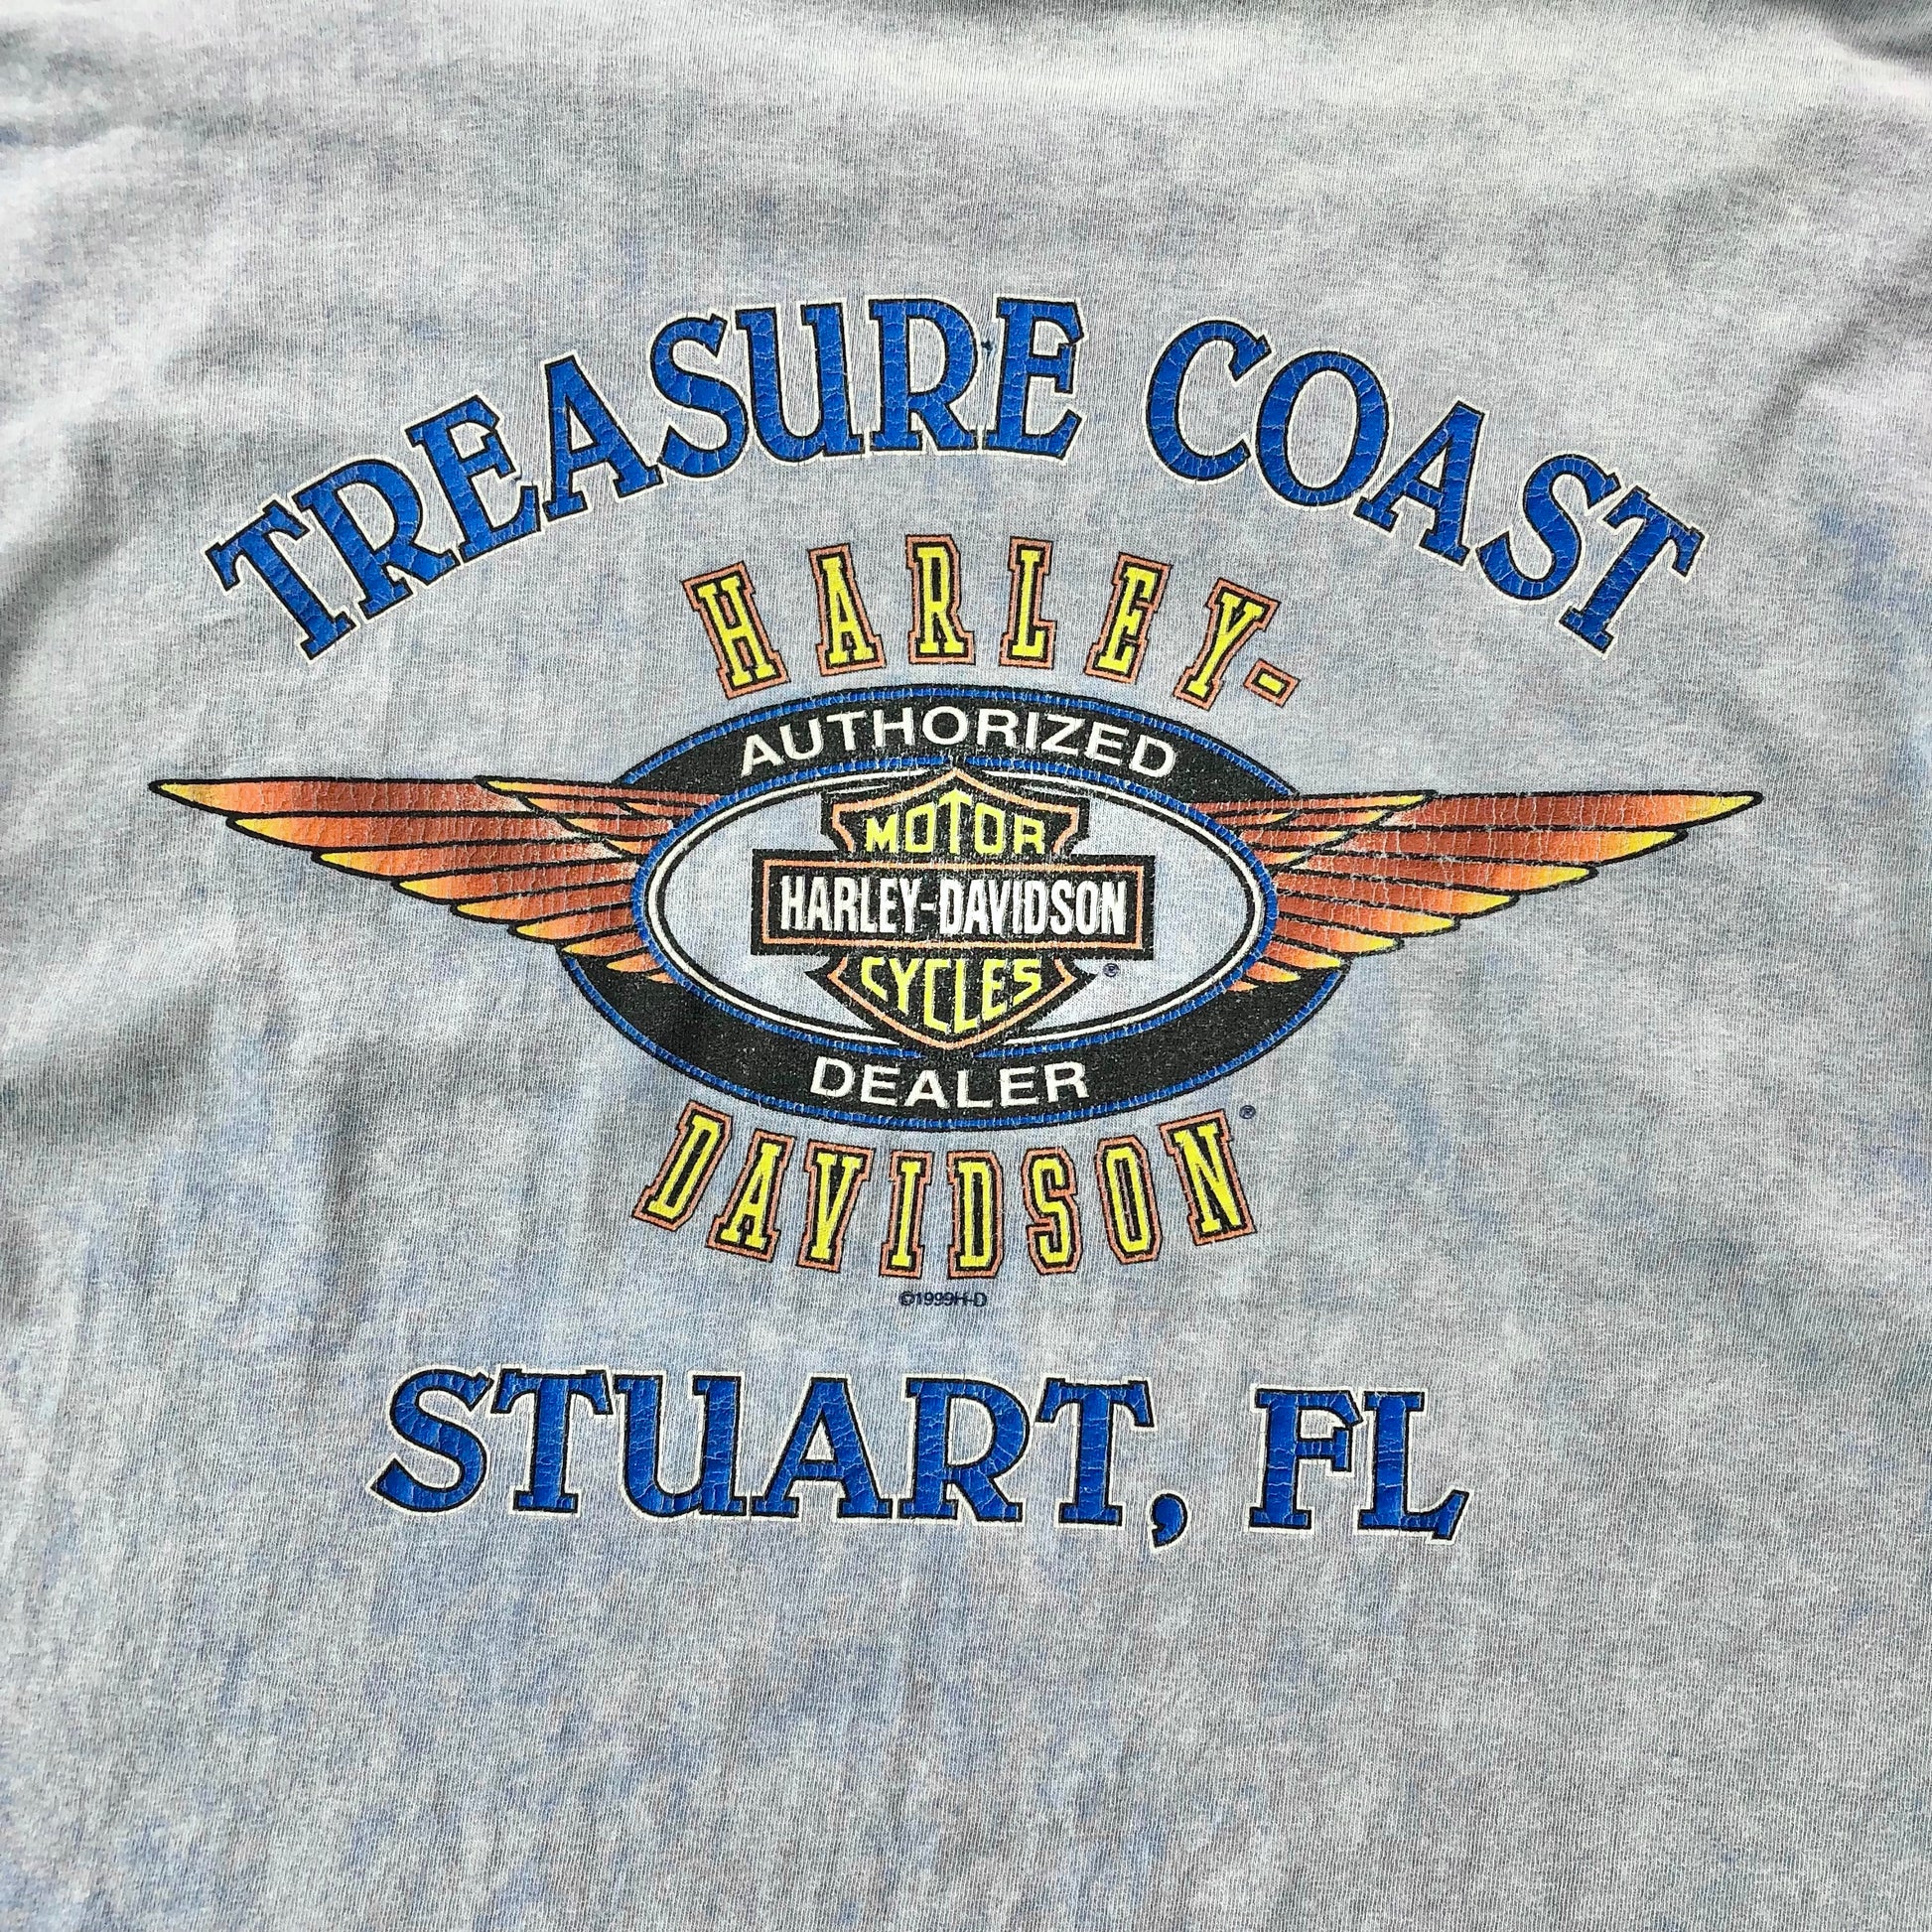 TREASURE COAST
HARLEY-
AUTHORIZED
MOTOR
HARLEY-DAVIDSON
CYCLES ®
DEALER
DAVIDSON ®
©1999H-D
STUART, FL